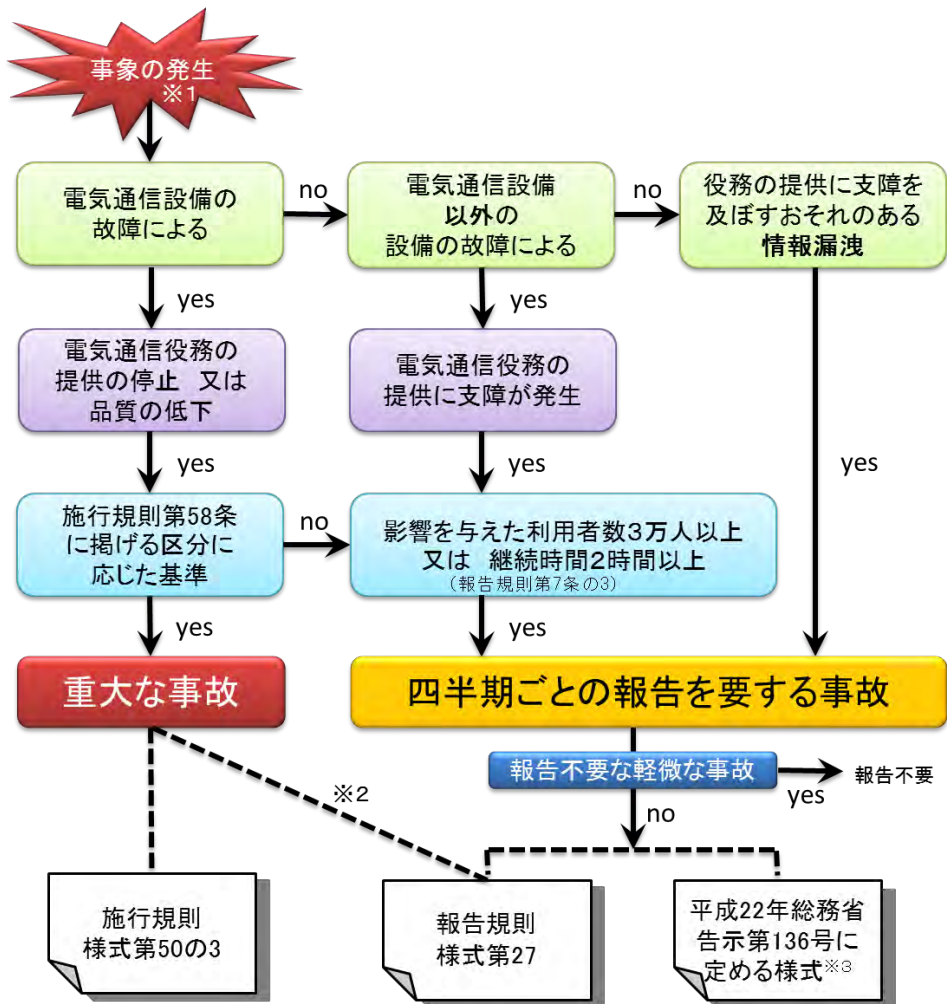 事象の発生
※1
電気通信設備の
故障による
no
電気通信設備
以外の
設備の故障による
no
役務の提供に支障を
及ぼすおそれのある
情報漏洩
yes
yes
電気通信役務の
提供の停止 又は
品質の低下
電気通信役務の
提供に支障が発生
yes
yes
yes
施行規則第58条
に掲げる区分に
応じた基準
no
影響を与えた利用者数3万人以上
又は 継続時間2時間以上
(報告規則第7条の3)
yes
yes
重大な事故
四半期ごとの報告を要する事故
報告不要な軽微な事故
yes
報告不要
※2
no
施行規則
様式第50の3
報告規則
様式第27
平成22年総務省
告示第136号に
定める様式※3